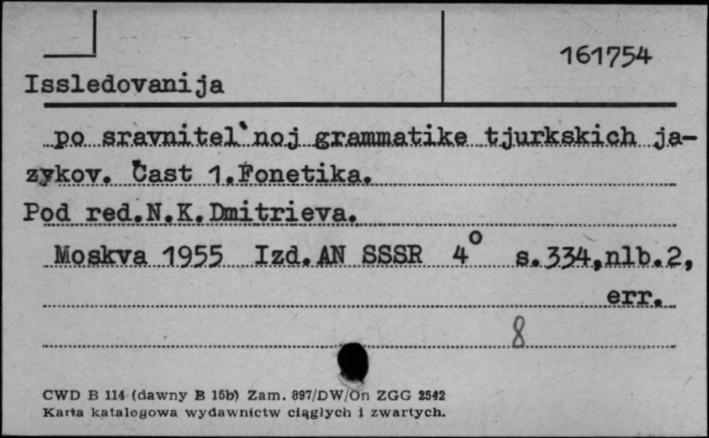 161754
Issledovanija
po sravnitel`noj grammatike tjurkskich ja-
zykov. Čast 1. Fonetika.
Pod red. N.K. Dmitrieva.
Moskva 1955 Izd. AN SSSR 4° s. 334, nlb. 2,
err.
8
CWD B 114 (dawny B 15b) Zam. 897/DW/On ZGG 2542
Karta katalogowa wydawnictw ciągłych i zwartych.